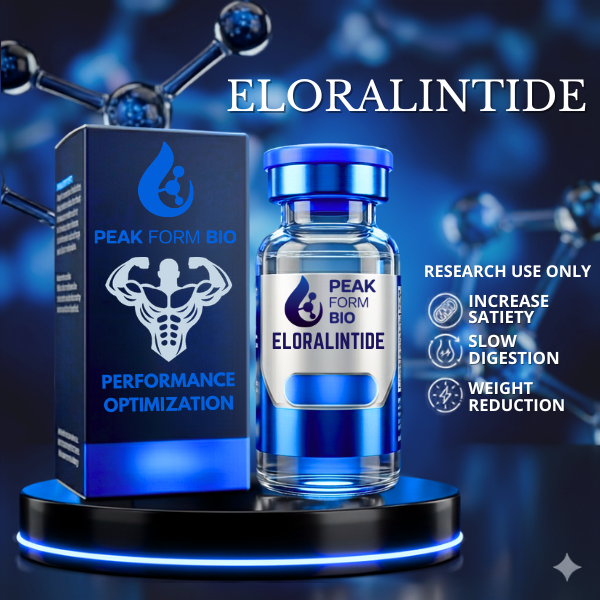 ELORALINTIDE
PEAK FORM BIO
PERFORMANCE
OPTIMIZATION
PEAK
FORM
BIO
ELORALINTIDE
RESEARCH USE ONLY
INCREASE
SATIETY
SLOW
DIGESTION
WEIGHT
REDUCTION